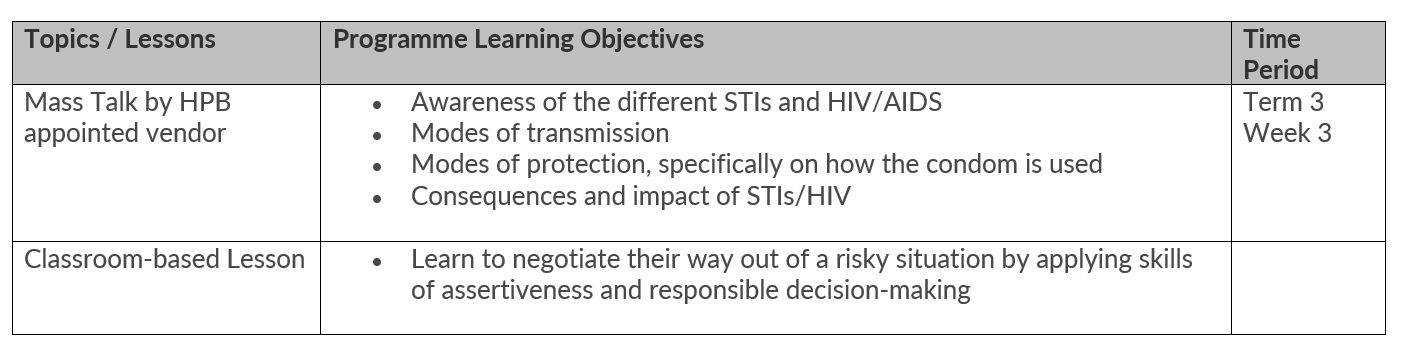 Topics / Lessons
Programme Learning Objectives
Time
Period
Mass Talk by HPB
appointed vendor
• Awareness of the different STIs and HIV/AIDS
• Modes of transmission
• Modes of protection, specifically on how the condom is used
• Consequences and impact of STIs/HIV
Term 3
Week 3
Classroom-based Lesson
• Learn to negotiate their way out of a risky situation by applying skills
of assertiveness and responsible decision-making